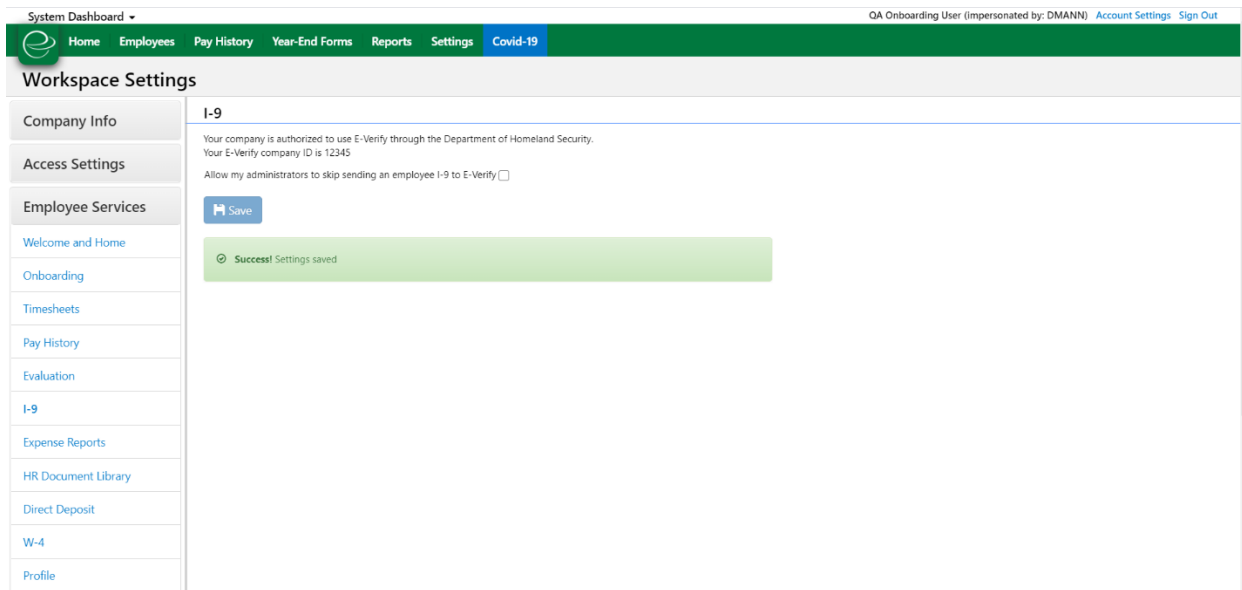 System Dashboard
QA Onboarding User (impersonated by: DMANN) Account Settings Sign Out
Home Employees Pay History Year-End Forms Reports Settings Covid-19
Workspace Settings
Company Info
Access Settings
Employee Services
Welcome and Home
Onboarding
Timesheets
Pay History
Evaluation
I-9
Expense Reports
HR Document Library
Direct Deposit
W-4
Profile
I-9
Your company is authorized to use E-Verify through the Department of Homeland Security.
Your E-Verify company ID is 12345
Allow my administrators to skip sending an employee I-9 to E-Verify
Save
Success! Settings saved